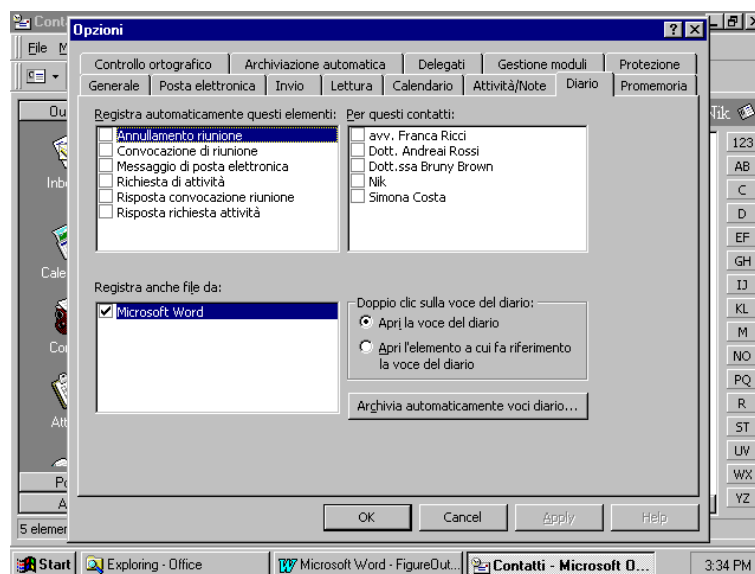 Conta
Opzioni
File M
Controllo ortografico
Archiviazione automatica
Delegati
Gestione moduli
Protezione
Generale
Posta elettronica
Invio
Lettura
Calendario
Attività/Note
Diario
Promemoria
Ou
Nik
Registra automaticamente questi elementi:
Per questi contatti:
Annullamento riunione
Convocazione di riunione
Messaggio di posta elettronica
Richiesta di attività
Risposta convocazione riunione
Risposta richiesta attività
avv. Franca Ricci
Dott. Andreai Rossi
Dott.ssa Bruny Brown
Nik
Simona Costa
Inbo
Cale
Co
Att
Po
A
Registra anche file da:
Microsoft Word
Doppio clic sulla voce del diario:
Apri la voce del diario
Apri l'elemento a cui fa riferimento
la voce del diario
Archivia automaticamente voci diario...
123
AB
C
D
EF
GH
IJ
KL
M
NO
PQ
R
ST
UV
WX
YZ
OK
Cancel
Apply
Help
5 elemen
Start
Exploring - Office
Microsoft Word - FigureOut...
Contatti - Microsoft O...
3:34 PM